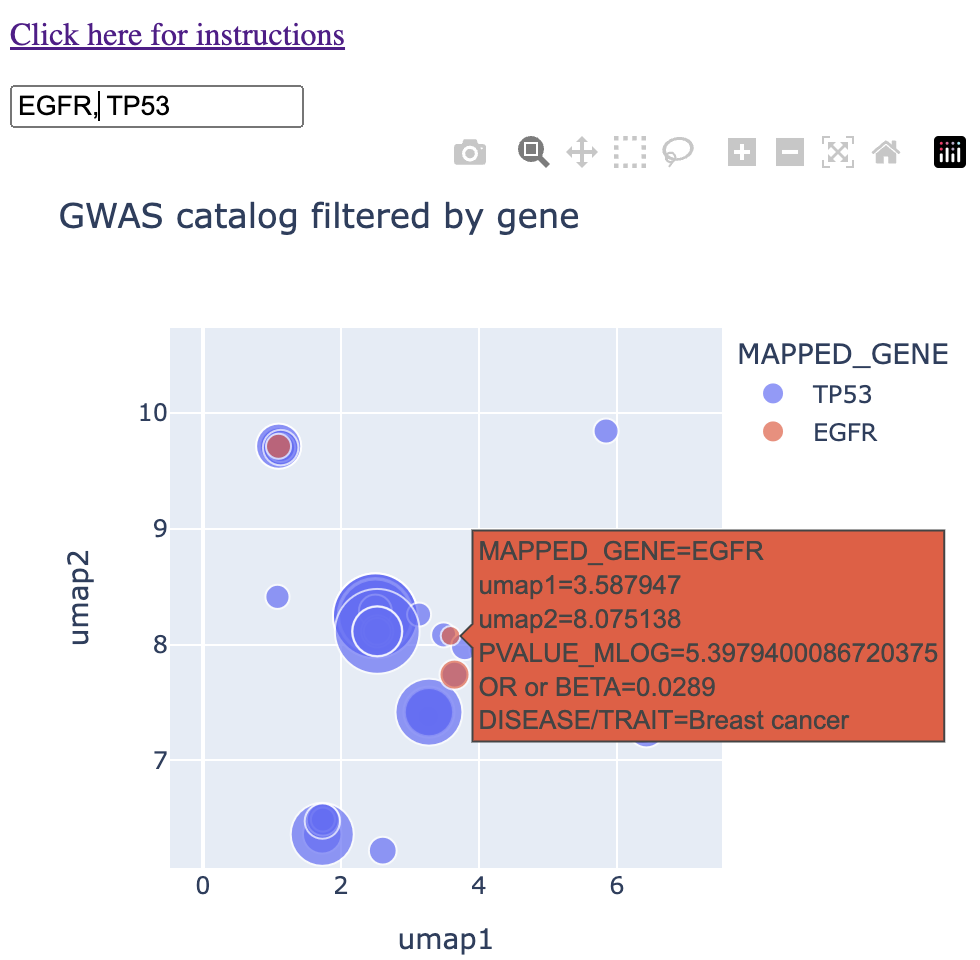 Click here for instructions
EGFR, TP53
GWAS catalog filtered by gene
MAPPED_GENE
TP53
EGFR
10
9
8
7
umap2
MAPPED_GENE=EGFR
umap1=3.587947
umap2=8.075138
PVALUE_MLOG=5.3979400086720375
OR or BETA=0.0289
DISEASE/TRAIT=Breast cancer
0 2 4 6
umap1